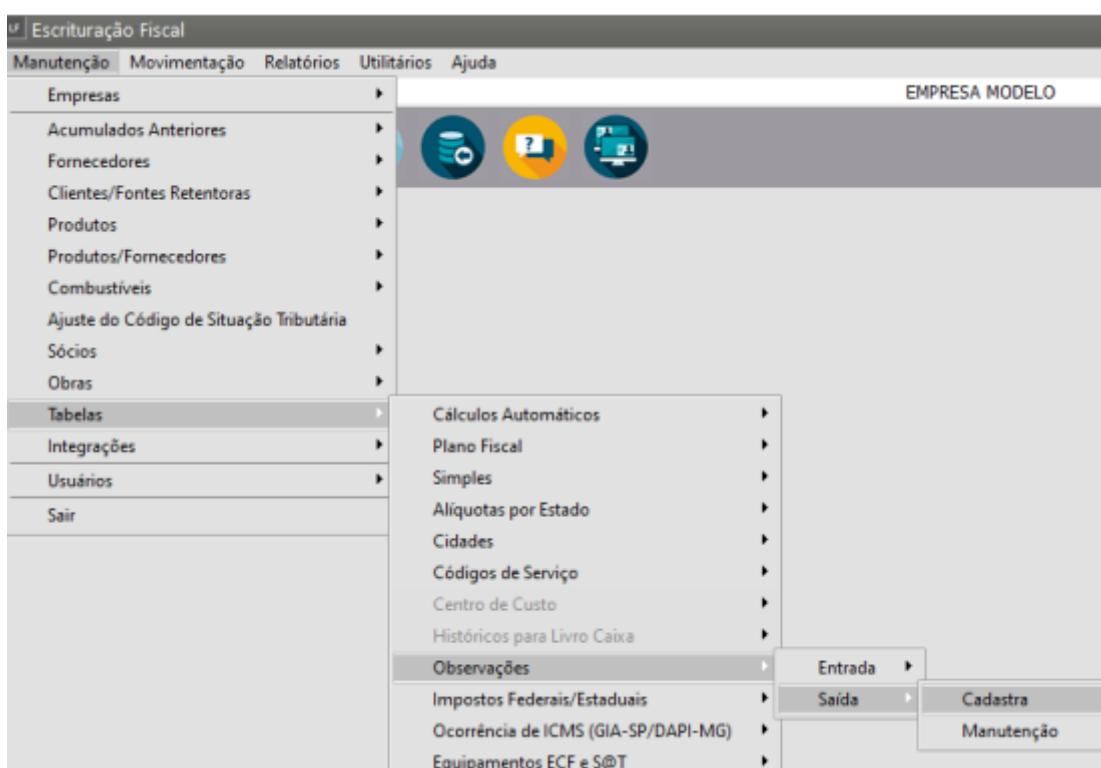 LF Escrituração Fiscal
Manutenção Movimentação Relatórios Utilitários Ajuda
EMPRESA MODELO
Empresas
Acumulados Anteriores
Fornecedores
Clientes/Fontes Retentoras
Produtos
Produtos/Fornecedores
Combustíveis
Ajuste do Código de Situação Tributária
Sócios
Obras
Tabelas
Integrações
Usuários
Sair
Cálculos Automáticos
Plano Fiscal
Simples
Alíquotas por Estado
Cidades
Códigos de Serviço
Centro de Custo
Históricos para Livro Caixa
Observações
Impostos Federais/Estaduais
Ocorrência de ICMS (GIA-SP/DAPI-MG)
Equipamentos ECF e S@T
Entrada
Saída
Cadastra
Manutenção